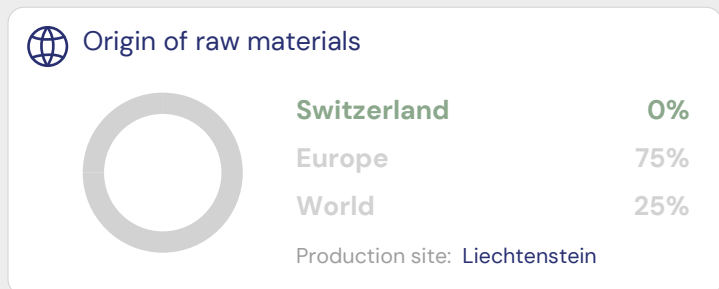 Origin of raw materials
Switzerland 0%
Europe 75%
World 25%
Production site: Liechtenstein